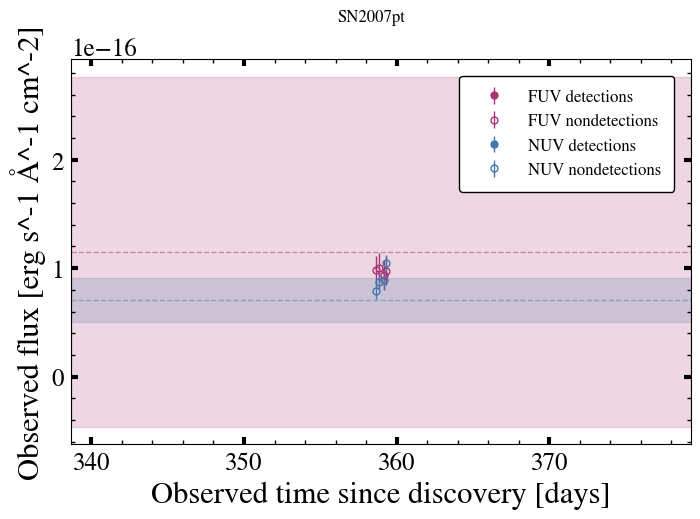 SN2007pt
1e−16
Observed flux [erg s^-1 Å^-1 cm^-2]
2
1
0
FUV detections
FUV nondetections
NUV detections
NUV nondetections
340
350
360
370
Observed time since discovery [days]